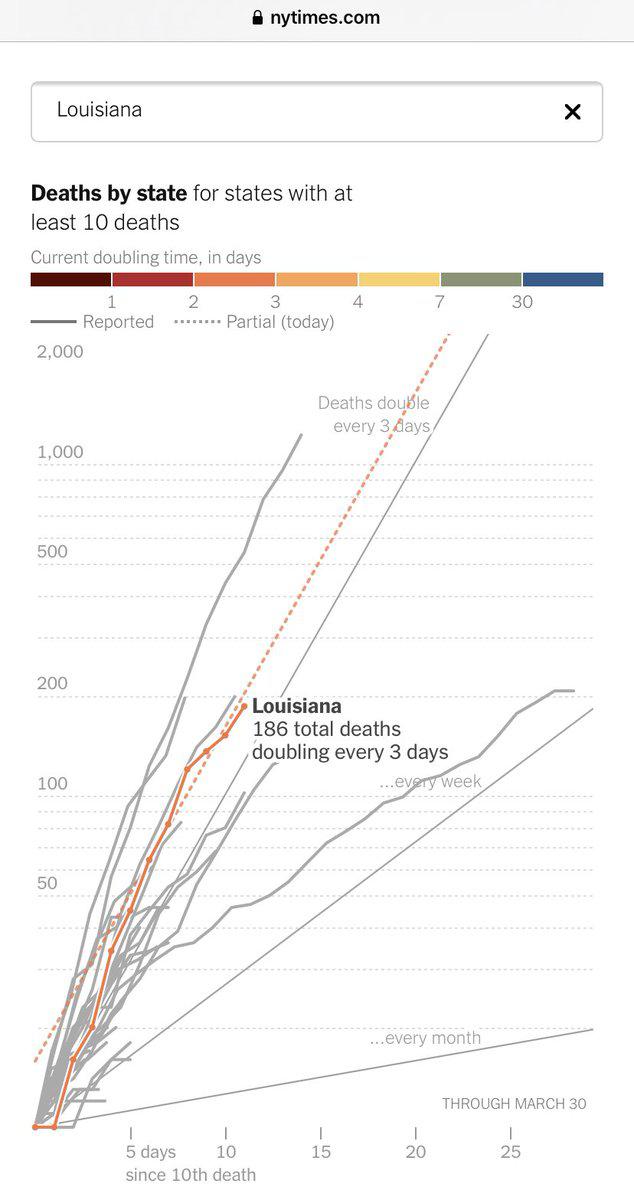 nytimes.com
Louisiana
Deaths by state for states with at
least 10 deaths
Current doubling time, in days
1 2 3 4 7 30
Reported Partial (today)
2,000
Deaths double
every 3 days
1,000
500
200
Louisiana
186 total deaths
doubling every 3 days
...every week
100
50
...every month
THROUGH MARCH 30
5 days 10 15 20 25
since 10th death